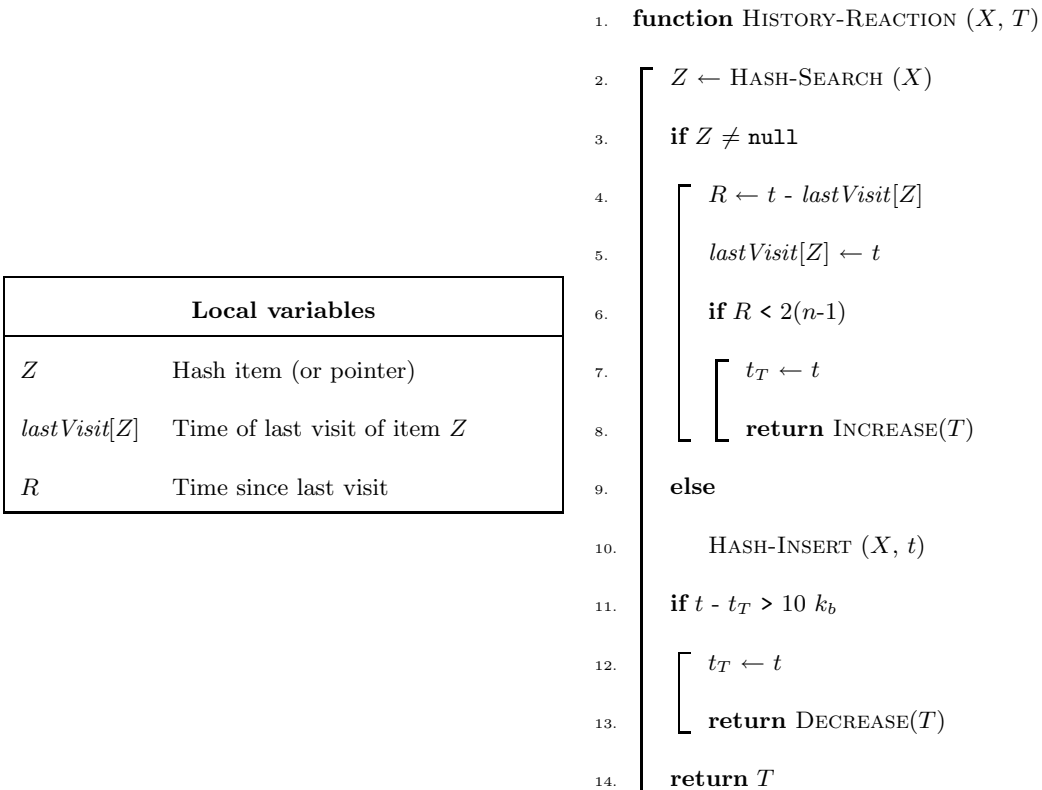 Local variables
Z Hash item (or pointer)
lastVisit[Z] Time of last visit of item Z
R Time since last visit
1. function HISTORY-REACTION (X, T)
2. Z ← HASH-SEARCH (X)
3. if Z ≠ null
4. R ← t - lastVisit[Z]
5. lastVisit[Z] ← t
6. if R < 2(n-1)
7. t_T ← t
8. return INCREASE(T)
9. else
10. HASH-INSERT (X, t)
11. if t - t_T > 10 k_b
12. t_T ← t
13. return DECREASE(T)
14. return T